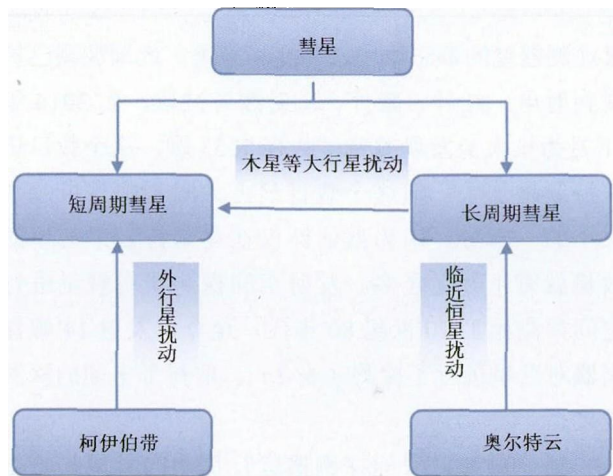 彗星
木星等大行星扰动
短周期彗星
长周期彗星
外行星扰动
临近恒星扰动
柯伊伯带
奥尔特云